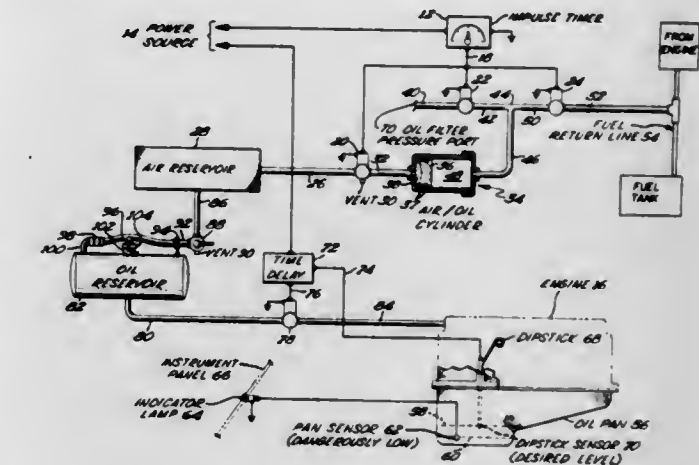 12
IMPULSE TIMER
14 POWER SOURCE
18
FROM ENGINE
22
24
40
44
52
42
50
TO OIL FILTER PRESSURE PORT
FUEL RETURN LINE 54
28
20
32
36
46
AIR RESERVOIR
26
VENT 30
AIR/OIL CYLINDER
34
FUEL TANK
86
96
104
98
102
92
88
100
94
VENT 90
OIL RESERVOIR
72
TIME DELAY
74
82
76
84
ENGINE 16
80
78
DIPSTICK 68
INSTRUMENT PANEL 66
INDICATOR LAMP 64
58
OIL PAN 56
PAN SENSOR 62
(DANGEROUSLY LOW)
60
DIPSTICK SENSOR 70
(DESIRED LEVEL)